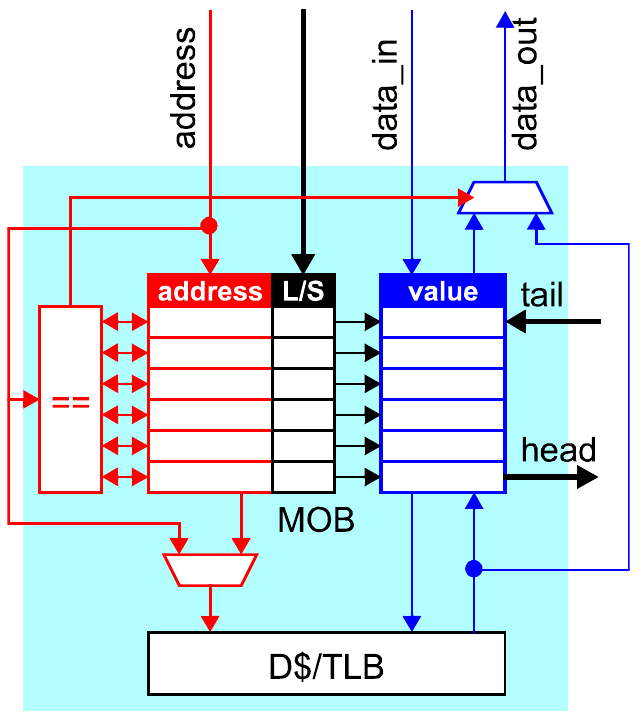 address
data_in
data_out
address
L/S
value
tail
==
head
MOB
D$/TLB